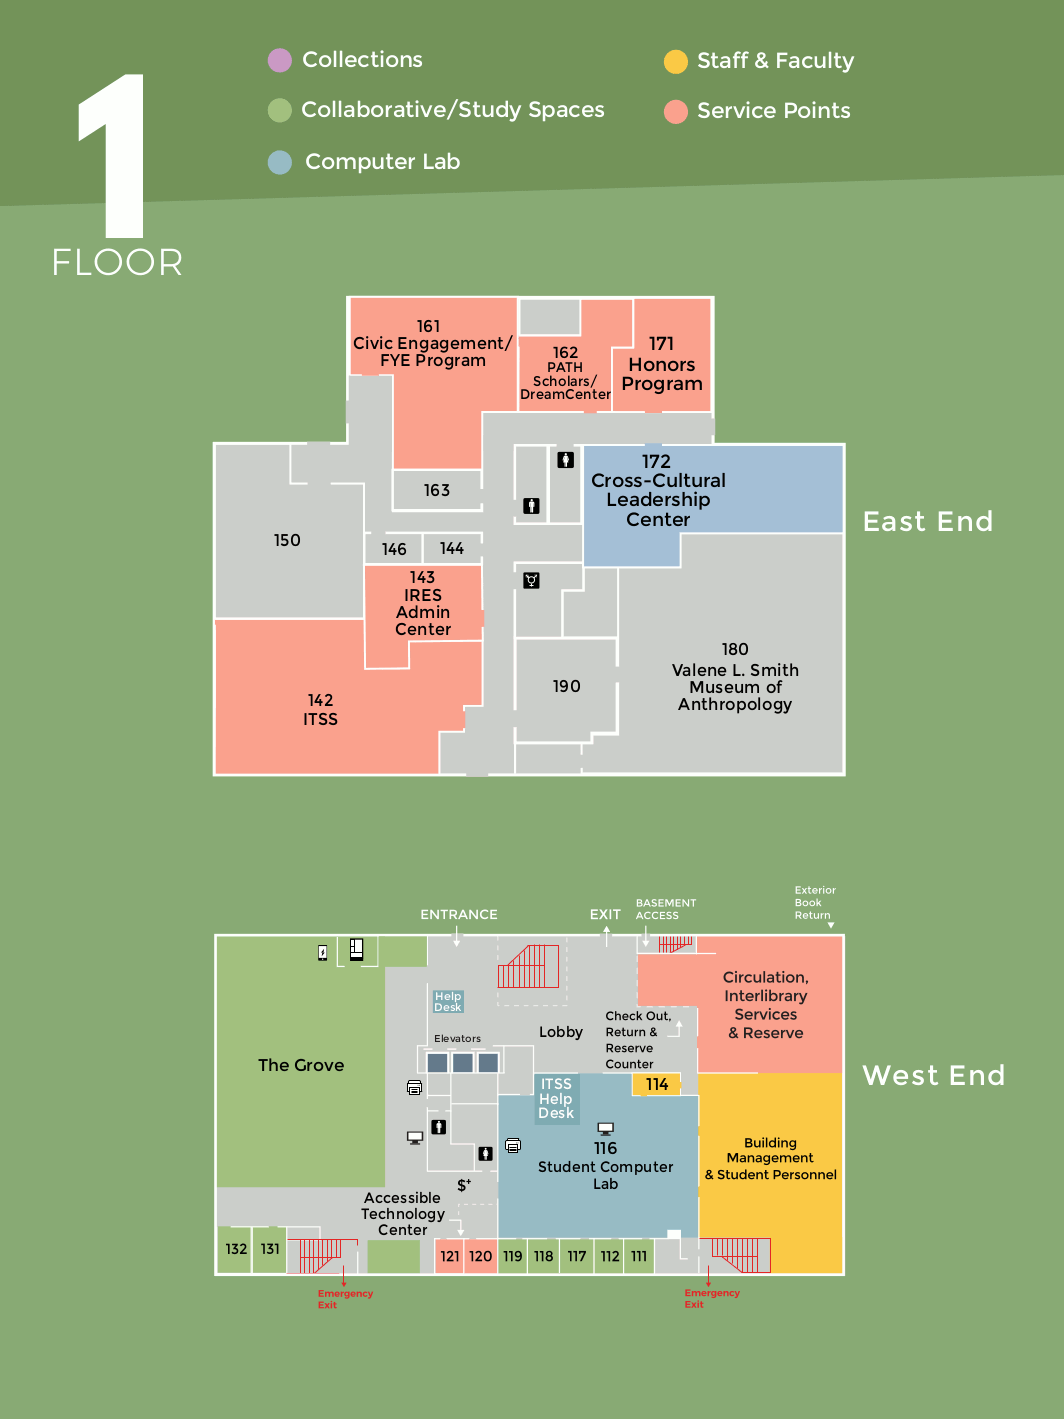 1
FLOOR
Collections
Collaborative/Study Spaces
Computer Lab
Staff & Faculty
Service Points
161
Civic Engagement/
FYE Program
162
PATH
Scholars/
DreamCenter
171
Honors
Program
172
Cross-Cultural
Leadership
Center
163
150
146
144
143
IRES
Admin
Center
142
ITSS
190
180
Valene L. Smith
Museum of
Anthropology
East End
Exterior
Book
Return
ENTRANCE
EXIT
BASEMENT
ACCESS
Circulation,
Interlibrary
Services
& Reserve
Help
Desk
Elevators
Lobby
Check Out,
Return &
Reserve
Counter
The Grove
West End
ITSS
Help
Desk
114
116
Student Computer
Lab
Building
Management
& Student Personnel
$+
Accessible
Technology
Center
132
131
121
120
119
118
117
112
111
Emergency
Exit
Emergency
Exit